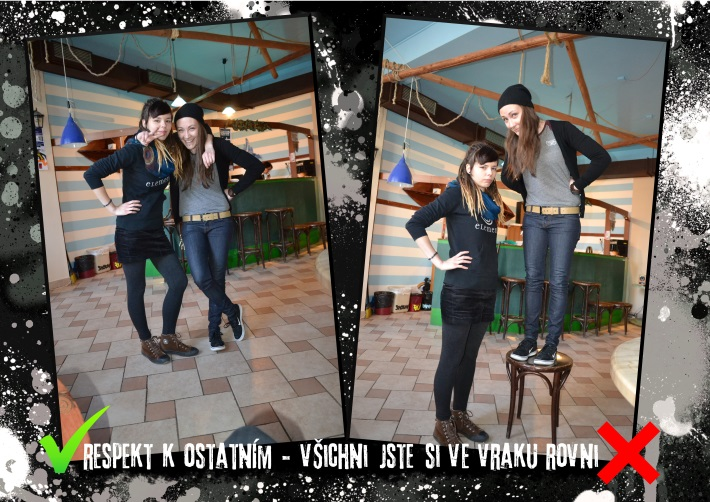 RESPEKT K OSTATNÍM - VŠICHNI JSTE SI VE VRAKU ROVNI